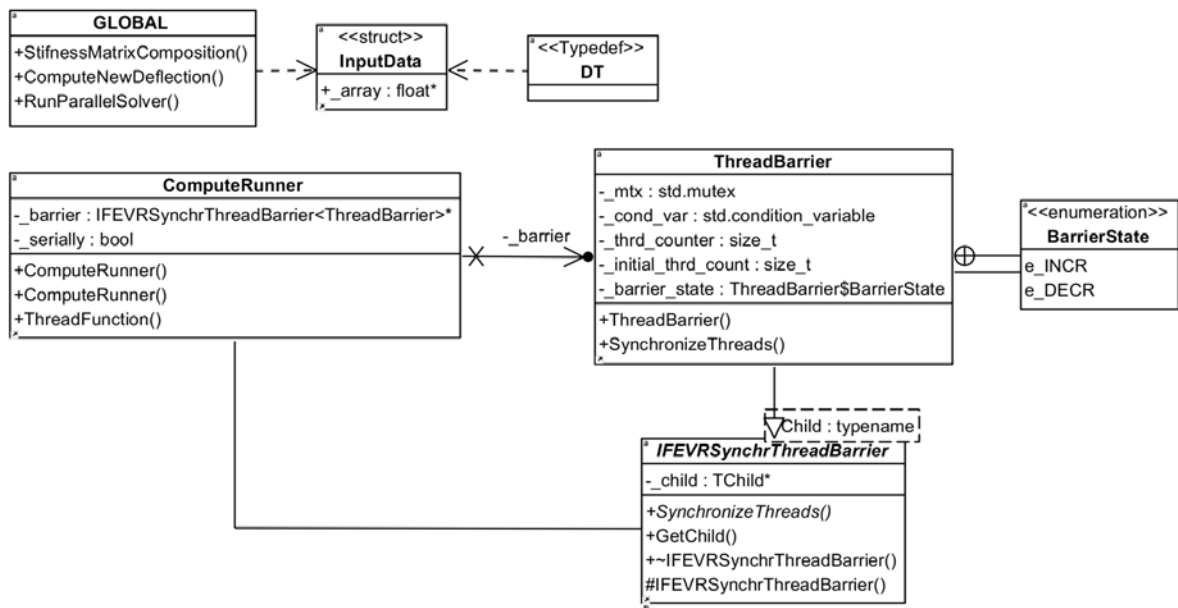 GLOBAL
+StifnessMatrixComposition()
+ComputeNewDeflection()
+RunParallelSolver()
<<struct>>
InputData
+_array : float*
<<Typedef>>
DT
ComputeRunner
-_barrier : IFEVRSynchrThreadBarrier<ThreadBarrier>*
-_serially : bool
+ComputeRunner()
+ComputeRunner()
+ThreadFunction()
-_barrier
ThreadBarrier
-_mtx : std.mutex
-_cond_var : std.condition_variable
-_thrd_counter : size_t
-_initial_thrd_count : size_t
-_barrier_state : ThreadBarrier$BarrierState
+ThreadBarrier()
+SynchronizeThreads()
<<enumeration>>
BarrierState
e_INCR
e_DECR
Child : typename
IFEVRSynchrThreadBarrier
-_child : TChild*
+SynchronizeThreads()
+GetChild()
+~IFEVRSynchrThreadBarrier()
#IFEVRSynchrThreadBarrier()